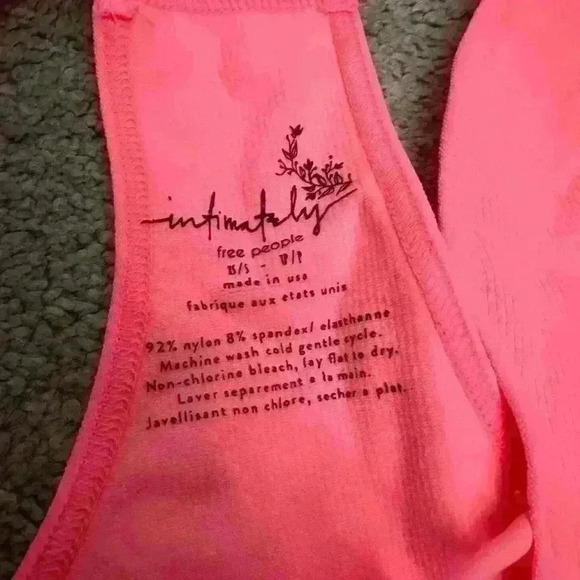 intimately
free people
XS/S - TP/P
made in usa
fabrique aux etats unis
92% nylon 8% spandex/ elasthanne
Machine wash cold gentle cycle.
Non-chlorine bleach, lay flat to dry.
Laver separement a la main.
Javellisant non chlore, secher a plat.